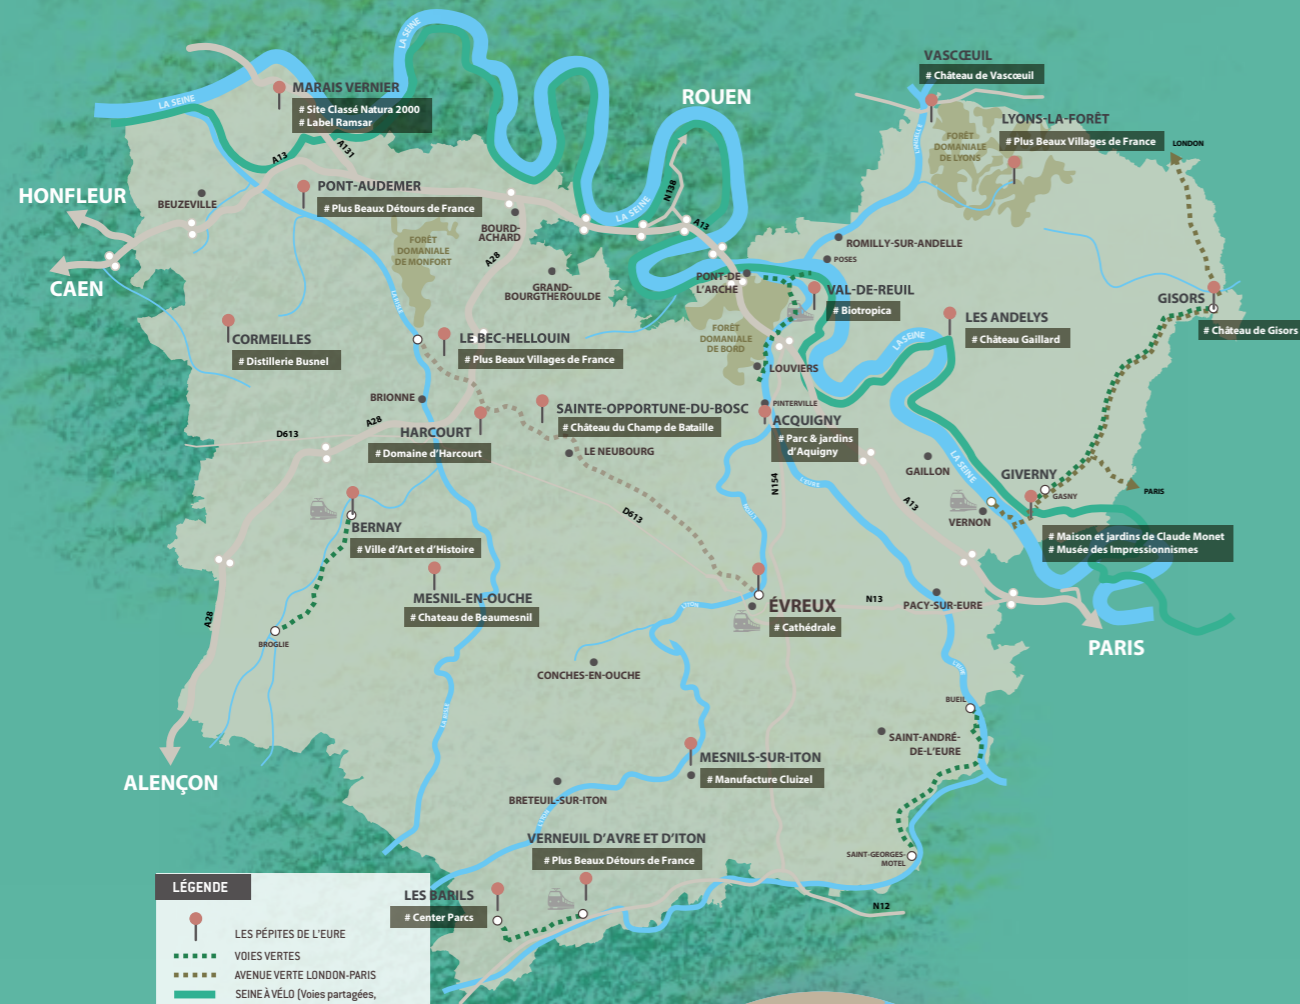 LA SEINE
VASCŒUIL
# Château de Vascœuil
LA SEINE
MARAIS VERNIER
# Site Classé Natura 2000
# Label Ramsar
ROUEN
LYONS-LA-FORÊT
# Plus Beaux Villages de France
FORÊT
DOMANIALE
DE LYONS
L'ANDELLE
LONDON
A13
A131
HONFLEUR
BEUZEVILLE
PONT-AUDEMER
# Plus Beaux Détours de France
N138
LA SEINE
A13
BOURG-
ACHARD
FORÊT
DOMANIALE
DE MONFORT
A28
ROMILLY-SUR-ANDELLE
POSES
CAEN
GRAND-
BOURGTHEROULDE
PONT-DE
L'ARCHE
VAL-DE-REUIL
# Biotropica
GISORS
# Château de Gisors
LA RILE
LES ANDELYS
# Château Gaillard
LA SEINE
CORMEILLES
# Distillerie Busnel
LE BEC-HELLOUIN
# Plus Beaux Villages de France
FORÊT
DOMANIALE
DE BORD
LOUVIERS
BRIONNE
PINTERVILLE
SAINTE-OPPORTUNE-DU-BOSC
# Château du Champ de Bataille
ACQUIGNY
# Parc & jardins
d'Aquigny
A28
D613
HARCOURT
# Domaine d'Harcourt
LE NEUBOURG
GAILLON
LA SEINE
GIVERNY
GASNY
PARIS
N154
L'EURE
A13
VERNON
# Maison et jardins de Claude Monet
# Musée des Impressionnismes
BERNAY
# Ville d'Art et d'Histoire
D613
MESNIL-EN-OUCHE
# Chateau de Beaumesnil
ÉVREUX
# Cathédrale
N13
PACY-SUR-EURE
A28
BROGLIE
L'ITON
PARIS
CONCHES-EN-OUCHE
L'EURE
BUEIL
LA RILE
SAINT-ANDRÉ-
DE-L'EURE
MESNILS-SUR-ITON
# Manufacture Cluizel
ALENÇON
BRETEUIL-SUR-ITON
VERNEUIL D'AVRE ET D'ITON
# Plus Beaux Détours de France
SAINT-GEORGES-
MOTEL
LES BARILS
# Center Parcs
N12
LÉGENDE
LES PÉPITES DE L'EURE
VOIES VERTES
AVENUE VERTE LONDON-PARIS
SEINE À VÉLO (Voies partagées,